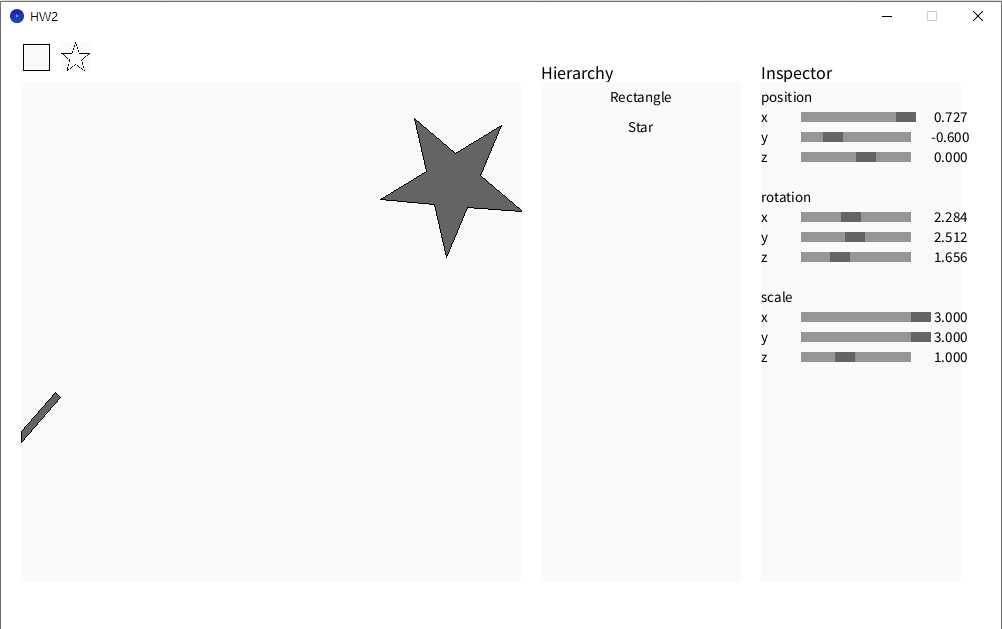 HW2
Hierarchy
Rectangle
Star
Inspector
position
x 0.727
y -0.600
z 0.000
rotation
x 2.284
y 2.512
z 1.656
scale
x 3.000
y 3.000
z 1.000